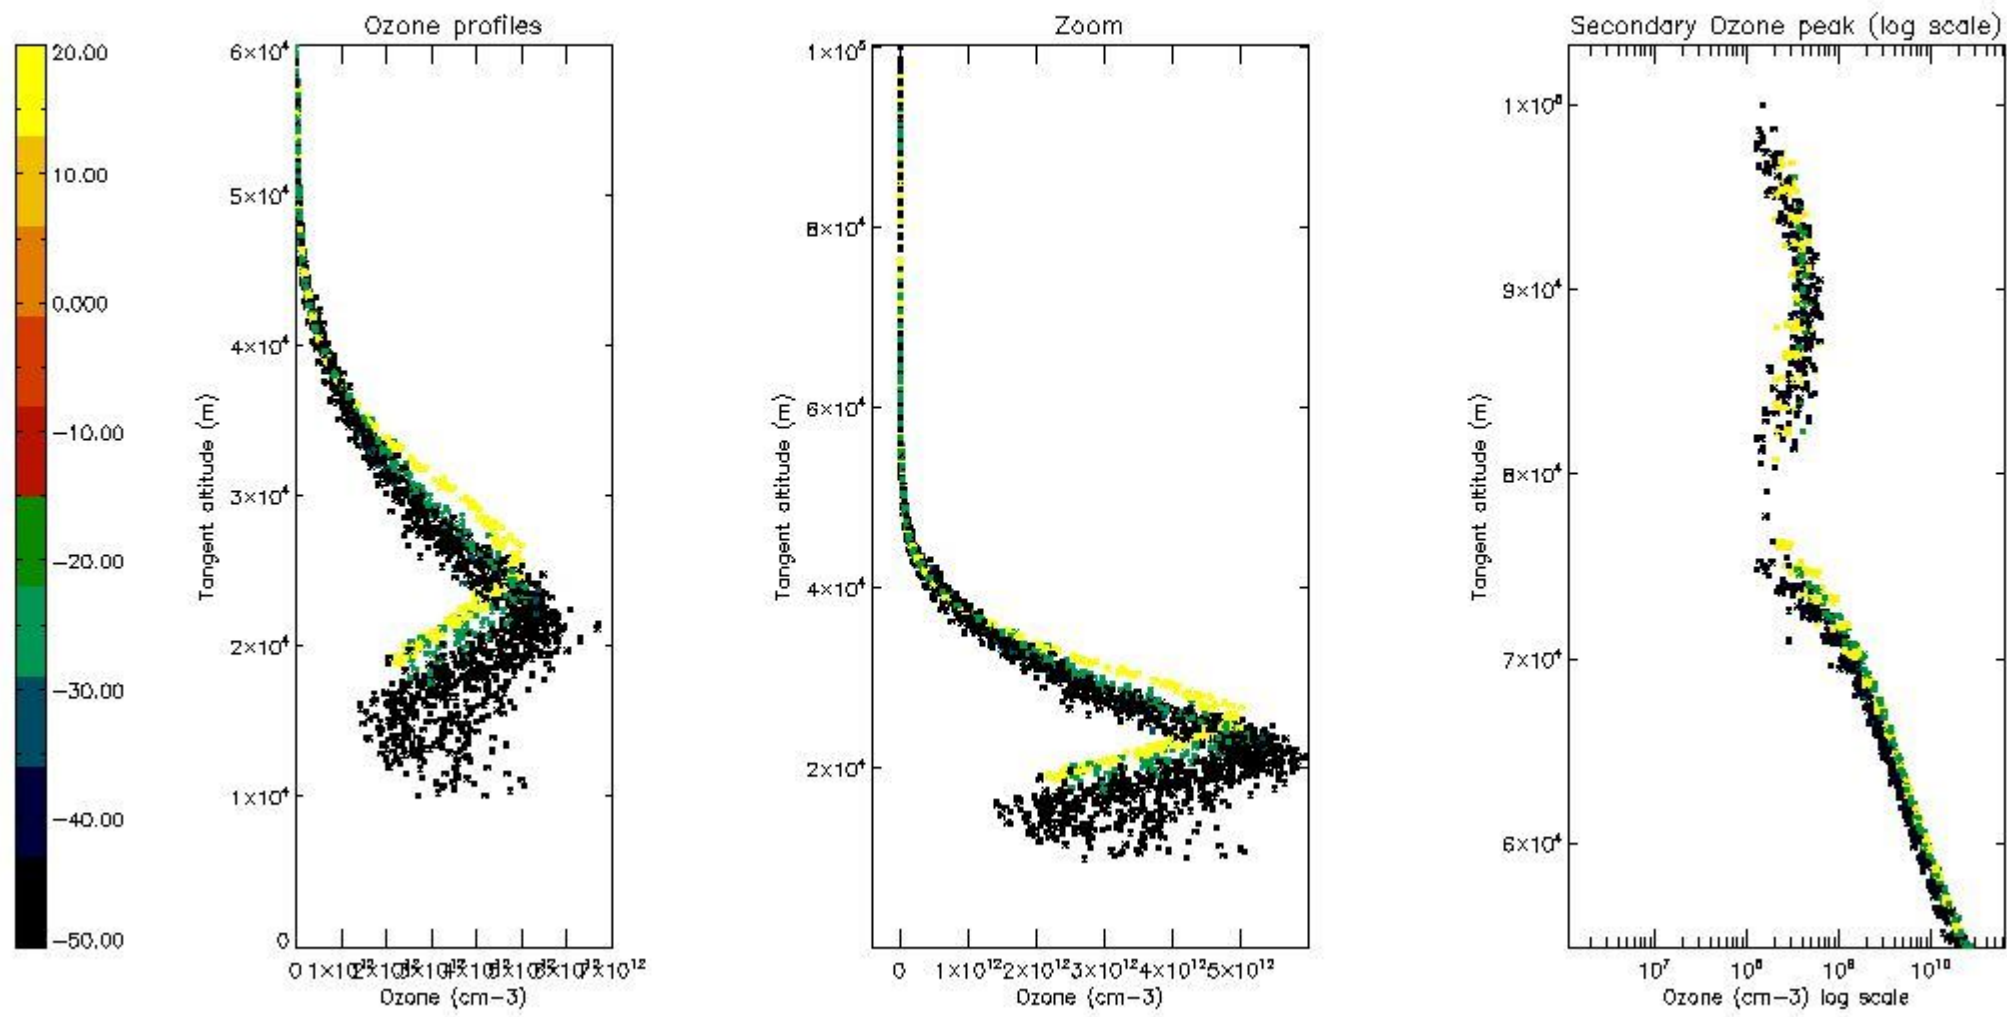 Ozone profiles
Zoom
Secondary Ozone peak (log scale)
20.00
10.00
0.000
-10.00
-20.00
-30.00
-40.00
-50.00
6×10⁴
5×10⁴
4×10⁴
3×10⁴
2×10⁴
1×10⁴
0
Tangent altitude (m)
Ozone (cm-3)
1×10⁵
8×10⁴
6×10⁴
4×10⁴
2×10⁴
Tangent altitude (m)
0 1×10¹² 2×10¹² 3×10¹² 4×10¹² 5×10¹²
Ozone (cm-3)
9×10⁴
8×10⁴
7×10⁴
6×10⁴
Tangent altitude (m)
10⁷ 10⁸ 10⁹ 10¹⁰
Ozone (cm-3) log scale